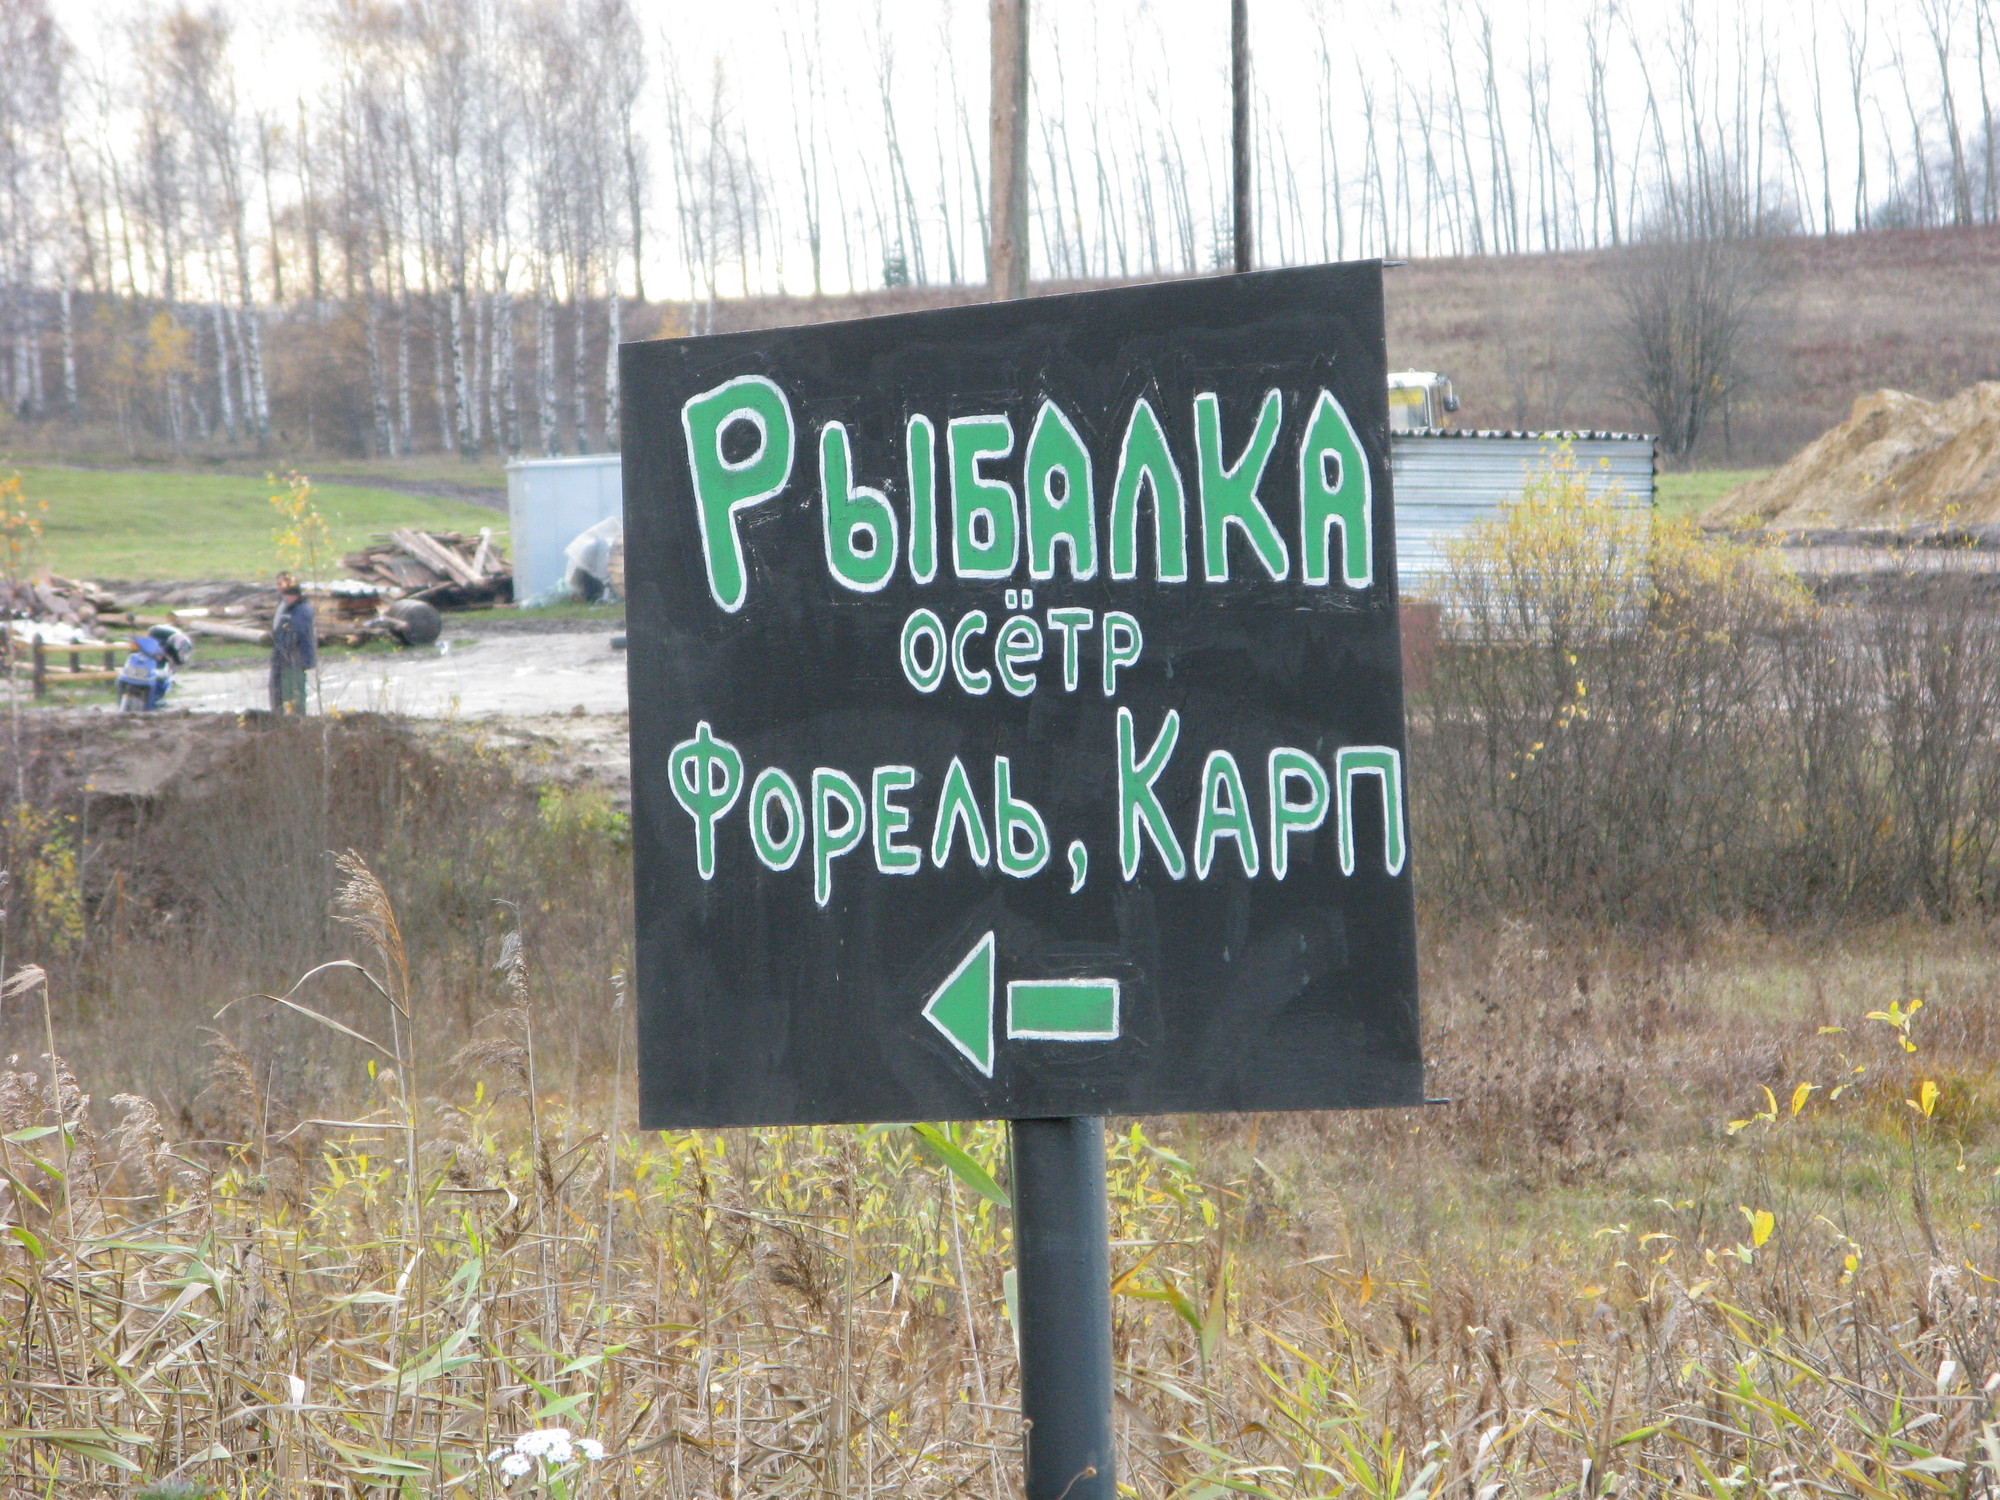 Рыбалка
осётр
Форель, Карп